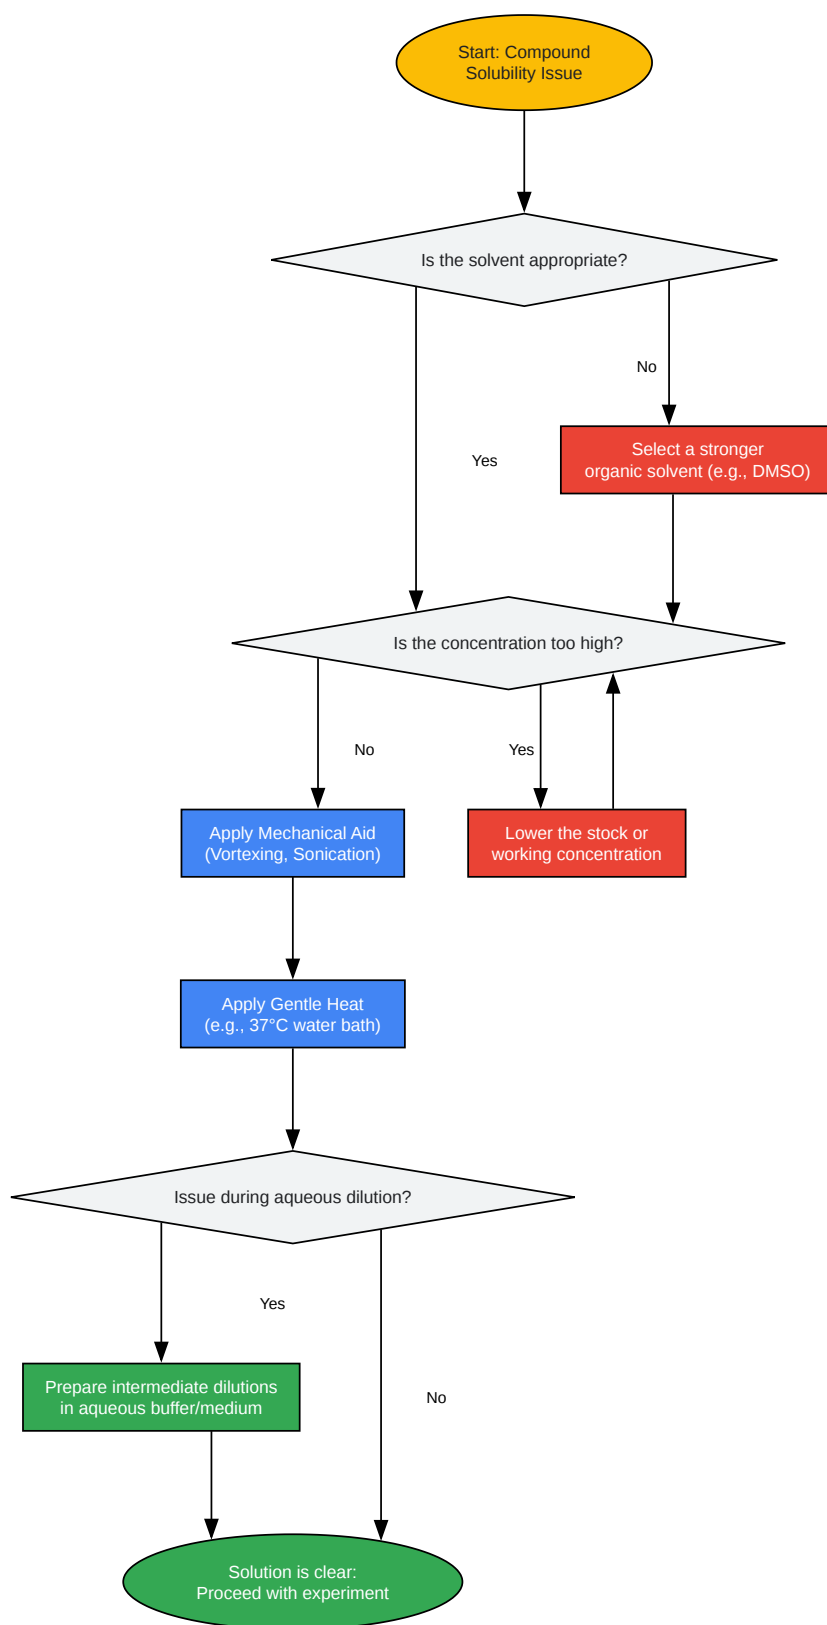 Start: Compound
Solubility Issue
Is the solvent appropriate?
No
Select a stronger
organic solvent (e.g., DMSO)
Yes
Is the concentration too high?
No
Yes
Apply Mechanical Aid
(Vortexing, Sonication)
Lower the stock or
working concentration
Apply Gentle Heat
(e.g., 37°C water bath)
Issue during aqueous dilution?
Yes
Prepare intermediate dilutions
in aqueous buffer/medium
No
Solution is clear:
Proceed with experiment